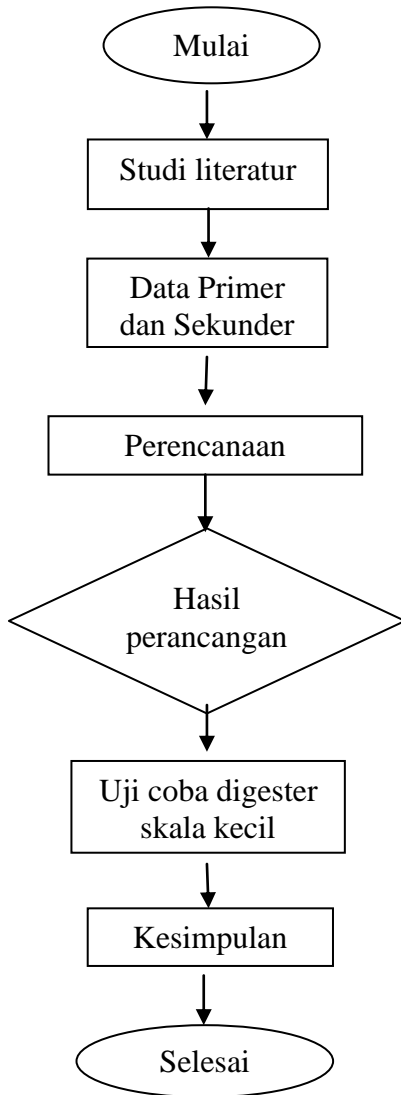 Mulai
Studi literatur
Data Primer
dan Sekunder
Perencanaan
Hasil
perancangan
Uji coba digester
skala kecil
Kesimpulan
Selesai